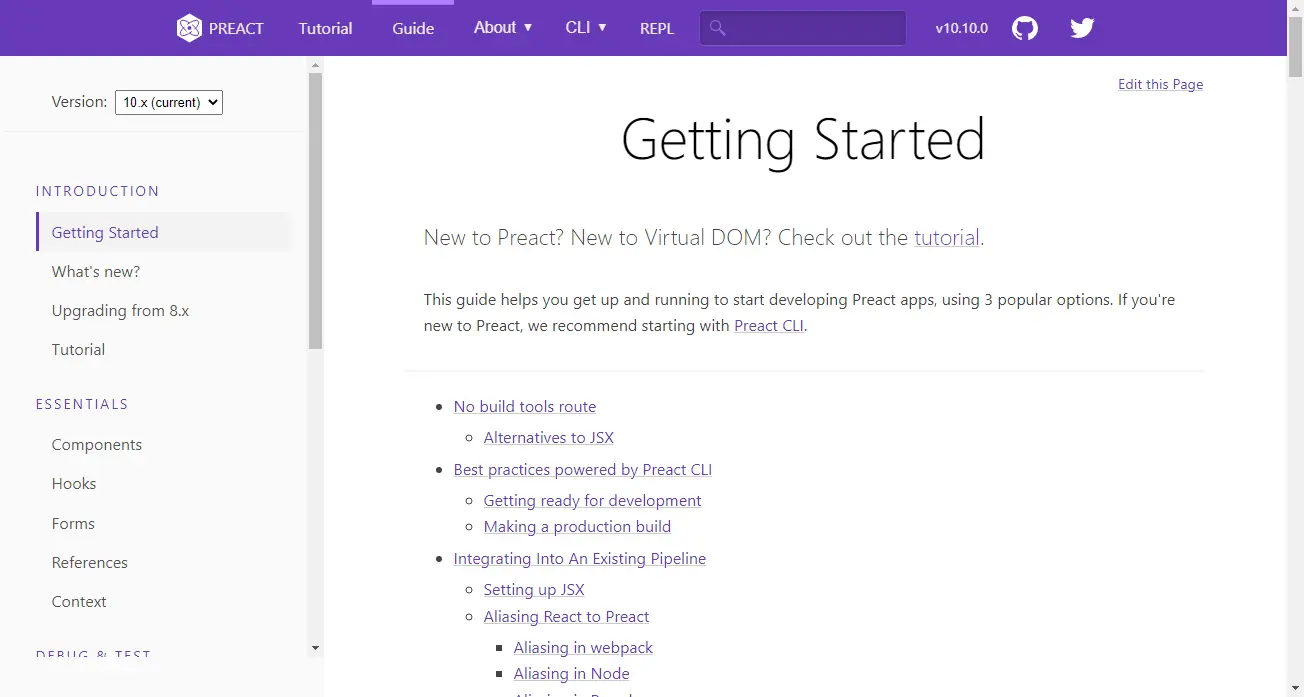 PREACT Tutorial Guide About ▼ CLI ▼ REPL v10.10.0
Version: 10.x (current)
INTRODUCTION
Getting Started
What's new?
Upgrading from 8.x
Tutorial
ESSENTIALS
Components
Hooks
Forms
References
Context
DEBUG & TEST
Edit this Page
Getting Started
New to Preact? New to Virtual DOM? Check out the tutorial.
This guide helps you get up and running to start developing Preact apps, using 3 popular options. If you're
new to Preact, we recommend starting with Preact CLI.
No build tools route
Alternatives to JSX
Best practices powered by Preact CLI
Getting ready for development
Making a production build
Integrating Into An Existing Pipeline
Setting up JSX
Aliasing React to Preact
Aliasing in webpack
Aliasing in Node